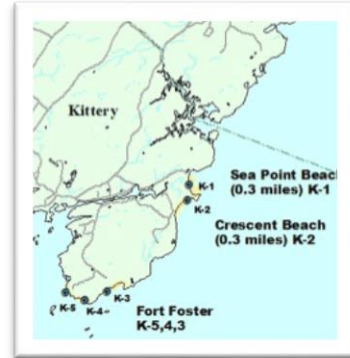 Kittery
Sea Point Beac
(0.3 miles) K-1
K-1
K-2
Crescent Beach
(0.3 miles) K-2
K-3
K-5
K-4
Fort Foster
K-5,4,3